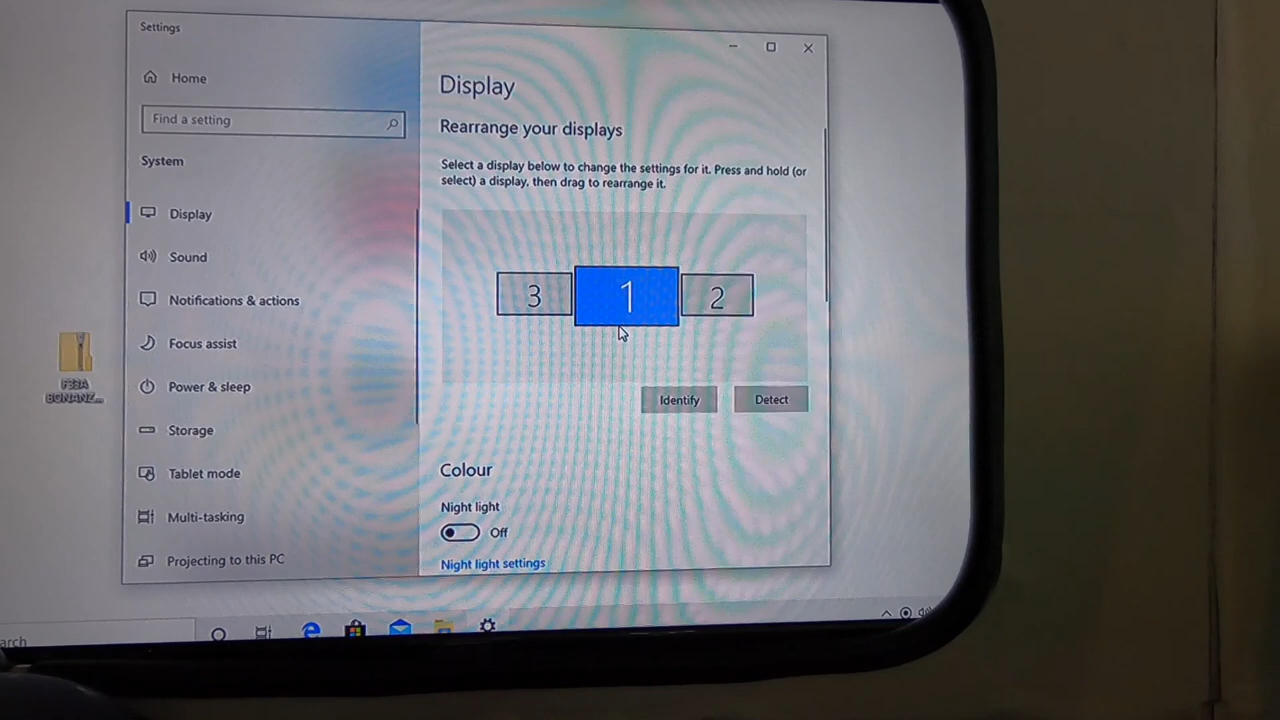 Settings
Home
Find a setting
System
Display
Sound
Notifications & actions
Focus assist
Power & sleep
Storage
Tablet mode
Multi-tasking
Projecting to this PC
Display
Rearrange your displays
Select a display below to change the settings for it. Press and hold (or
select) a display, then drag to rearrange it.
3 1 2
Identify Detect
Colour
Night light
Off
Night light settings
F33A
BONANZ...
arch